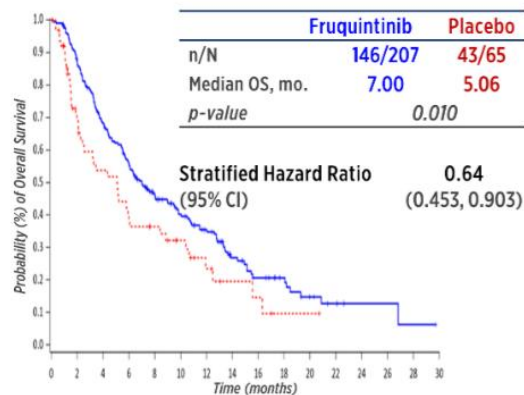 Fruquintinib Placebo
n/N 146/207 43/65
Median OS, mo. 7.00 5.06
p-value 0.010
Stratified Hazard Ratio 0.64
(95% CI) (0.453, 0.903)
Probability (%) of Overall Survival
1.0
0.9
0.8
0.7
0.6
0.5
0.4
0.3
0.2
0.1
0.0
0 2 4 6 8 10 12 14 16 18 20 22 24 26 28 30
Time (months)